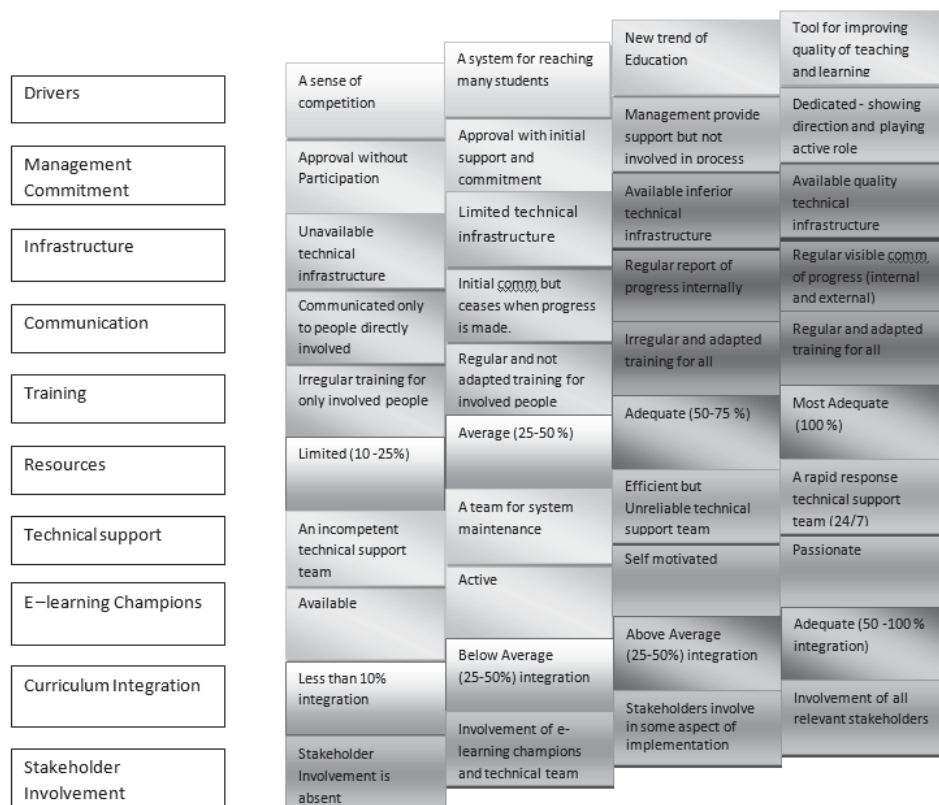 Drivers
Management
Commitment
Infrastructure
Communication
Training
Resources
Technical support
E–learning Champions
Curriculum Integration
Stakeholder
Involvement
A sense of
competition
Approval without
Participation
Unavailable
technical
infrastructure
Communicated only
to people directly
involved
Irregular training for
only involved people
Limited (10 -25%)
An incompetent
technical support
team
Available
Less than 10%
integration
Stakeholder
Involvement is
absent
A system for reaching
many students
Approval with initial
support and
commitment
Limited technical
infrastructure
Initial comm but
ceases when progress
is made.
Regular and not
adapted training for
involved people
Average (25-50 %)
A team for system
maintenance
Active
Below Average
(25-50%) integration
Involvement of e-
learning champions
and technical team
New trend of
Education
Management provide
support but not
involved in process
Available inferior
technical
infrastructure
Regular report of
progress internally
Irregular and adapted
training for all
Adequate (50-75 %)
Efficient but
Unreliable technical
support team
Self motivated
Above Average
(25-50%) integration
Stakeholders involve
in some aspect of
implementation
Tool for improving
quality of teaching
and learning
Dedicated - showing
direction and playing
active role
Available quality
technical
infrastructure
Regular visible comm
of progress (internal
and external)
Regular and adapted
training for all
Most Adequate
(100 %)
A rapid response
technical support
team (24/7)
Passionate
Adequate (50 -100 %
integration)
Involvement of all
relevant stakeholders